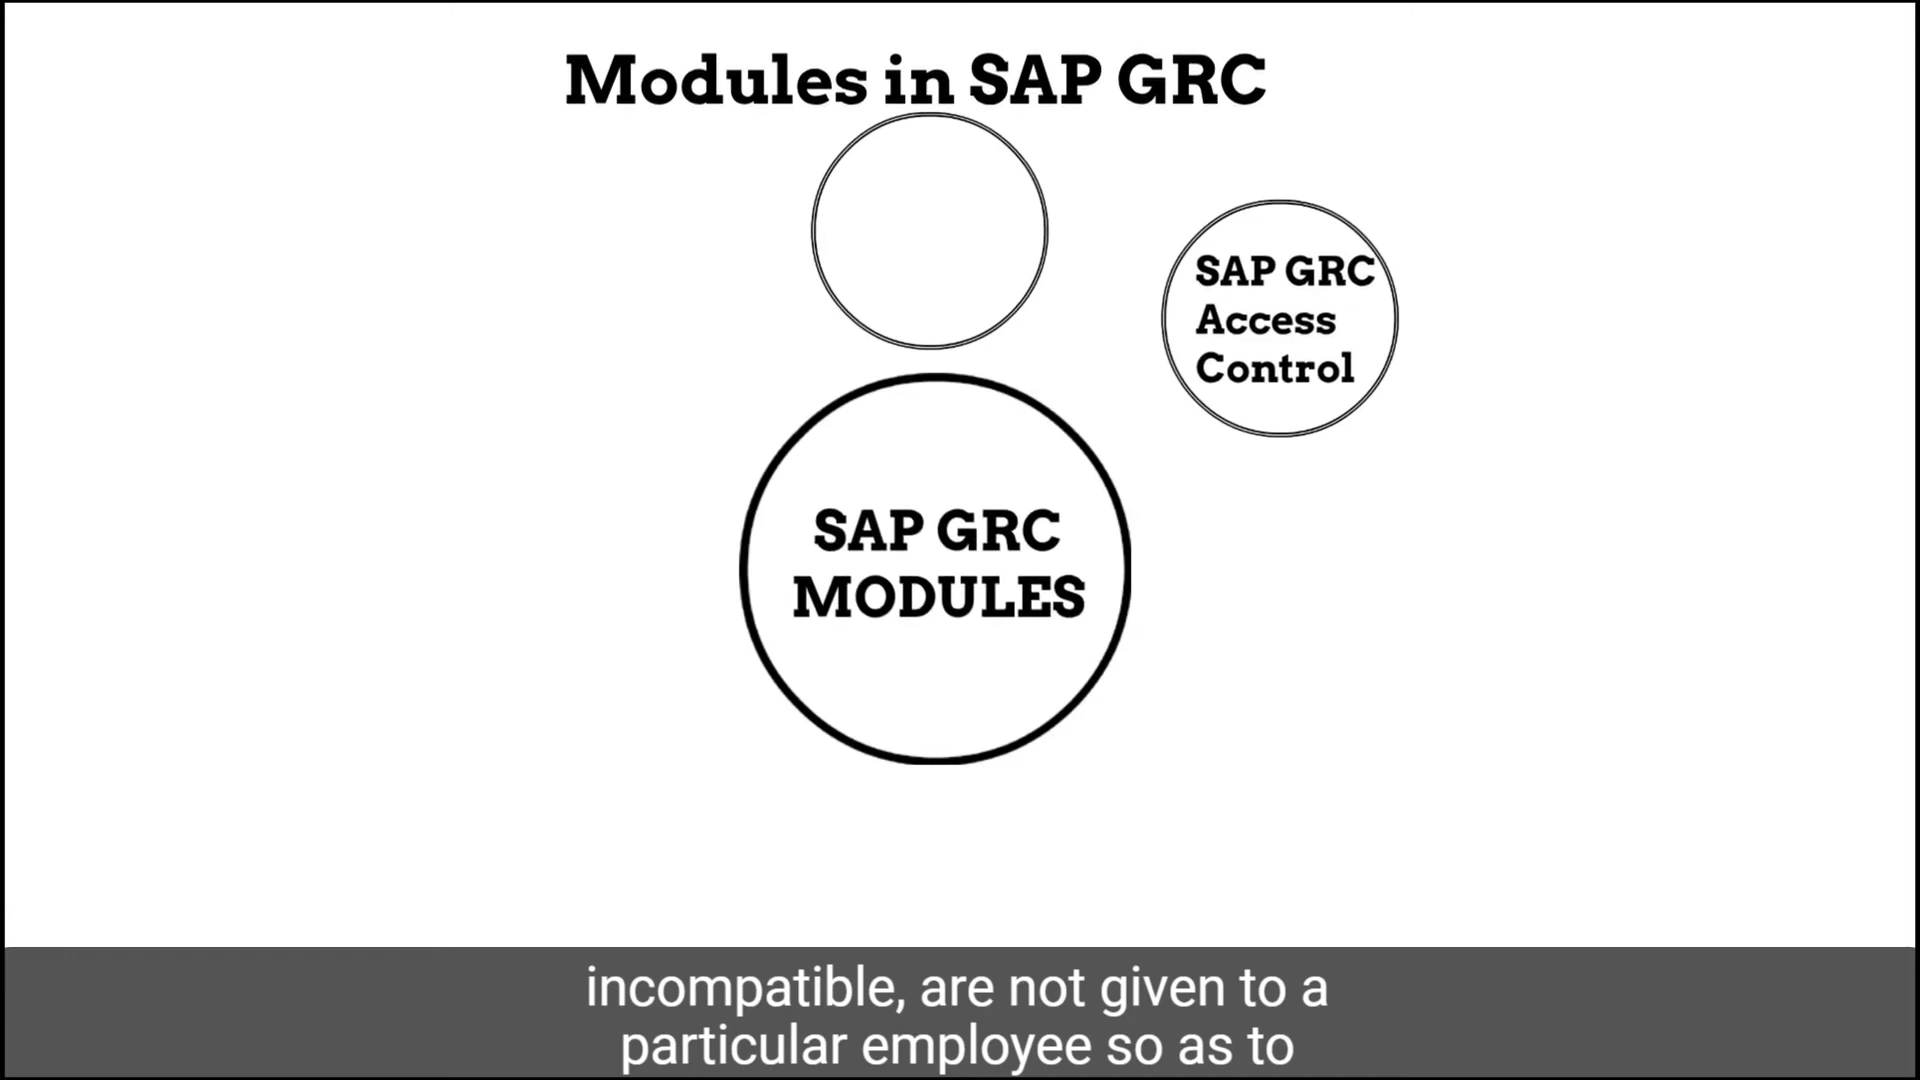 Modules in SAP GRC
SAP GRC
Access
Control
SAP GRC
MODULES
incompatible, are not given to a
particular employee so as to